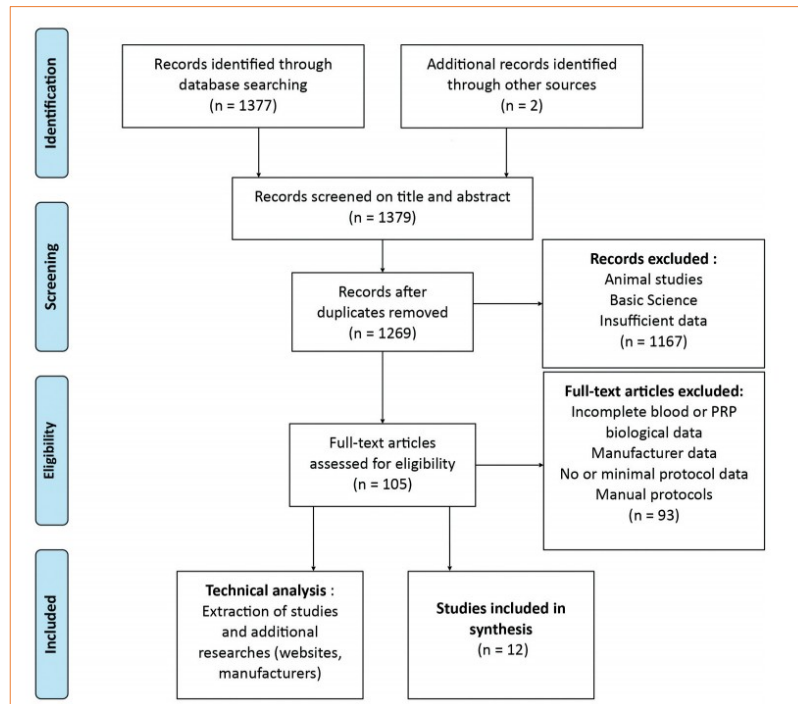 Identification
Records identified through
database searching
(n = 1377)
Additional records identified
through other sources
(n = 2)
Records screened on title and abstract
(n = 1379)
Screening
Records after
duplicates removed
(n = 1269)
Records excluded :
Animal studies
Basic Science
Insufficient data
(n = 1167)
Eligibility
Full-text articles
assessed for eligibility
(n = 105)
Full-text articles excluded:
Incomplete blood or PRP
biological data
Manufacturer data
No or minimal protocol data
Manual protocols
(n = 93)
Included
Technical analysis :
Extraction of studies
and additional
researches (websites,
manufacturers)
Studies included in
synthesis
(n = 12)